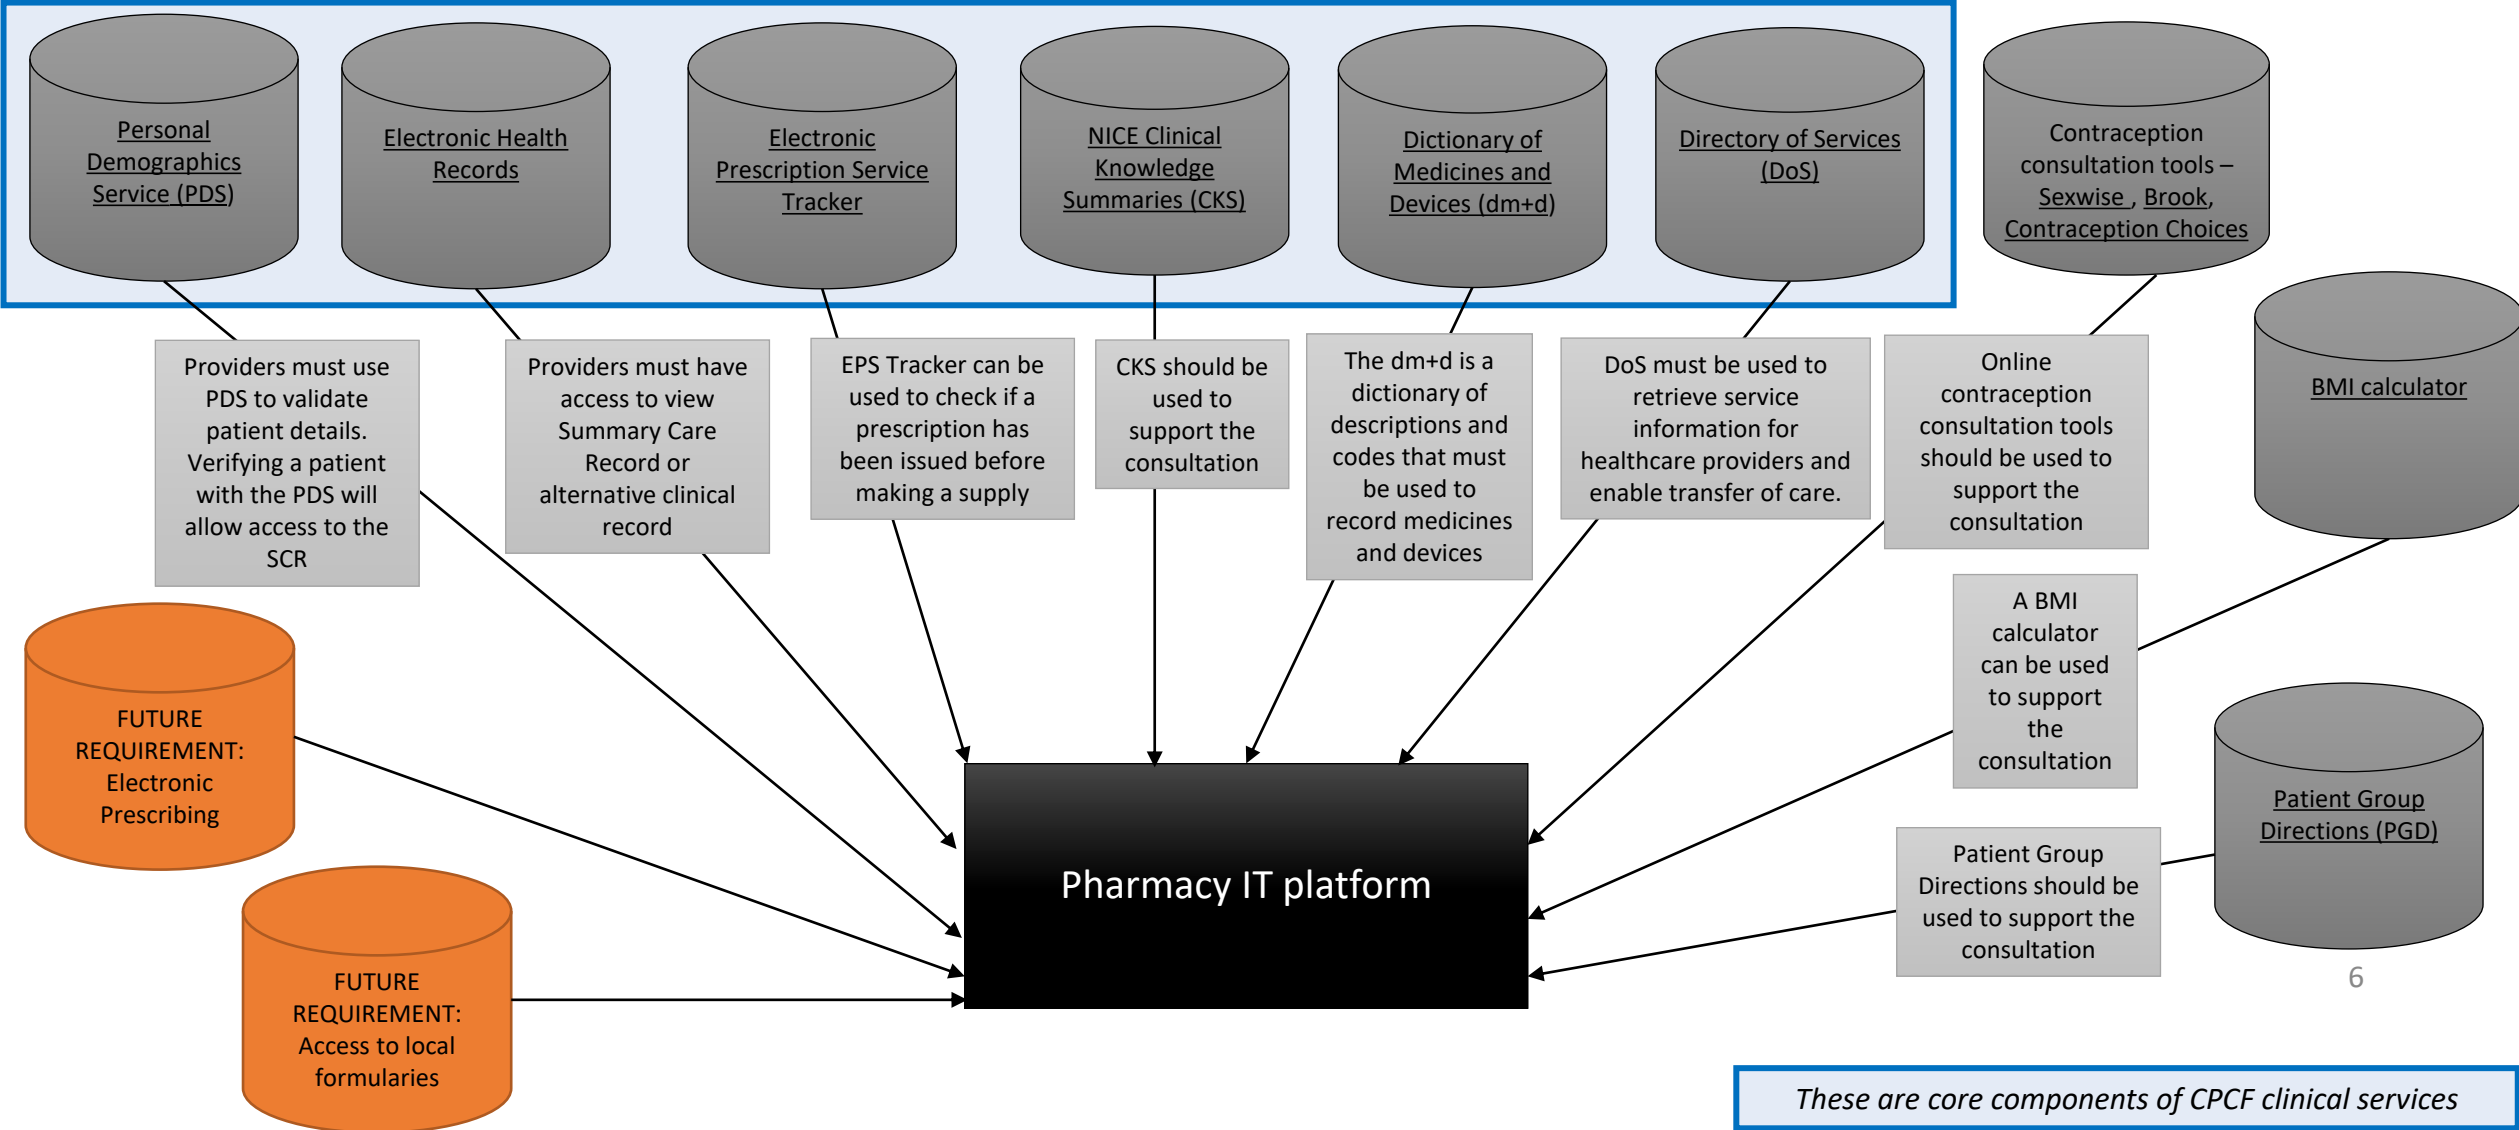 Personal
Demographics
Service (PDS)
Electronic Health
Records
Electronic
Prescription Service
Tracker
NICE Clinical
Knowledge
Summaries (CKS)
Dictionary of
Medicines and
Devices (dm+d)
Directory of Services
(DoS)
Contraception
consultation tools –
Sexwise , Brook,
Contraception Choices
BMI calculator
Providers must use
PDS to validate
patient details.
Verifying a patient
with the PDS will
allow access to the
SCR
Providers must have
access to view
Summary Care
Record or
alternative clinical
record
EPS Tracker can be
used to check if a
prescription has
been issued before
making a supply
CKS should be
used to
support the
consultation
The dm+d is a
dictionary of
descriptions and
codes that must
be used to
record medicines
and devices
DoS must be used to
retrieve service
information for
healthcare providers and
enable transfer of care.
Online
contraception
consultation tools
should be used to
support the
consultation
A BMI
calculator
can be used
to support
the
consultation
FUTURE
REQUIREMENT:
Electronic
Prescribing
Patient Group
Directions (PGD)
Patient Group
Directions should be
used to support the
consultation
Pharmacy IT platform
FUTURE
REQUIREMENT:
Access to local
formularies
6
These are core components of CPCF clinical services